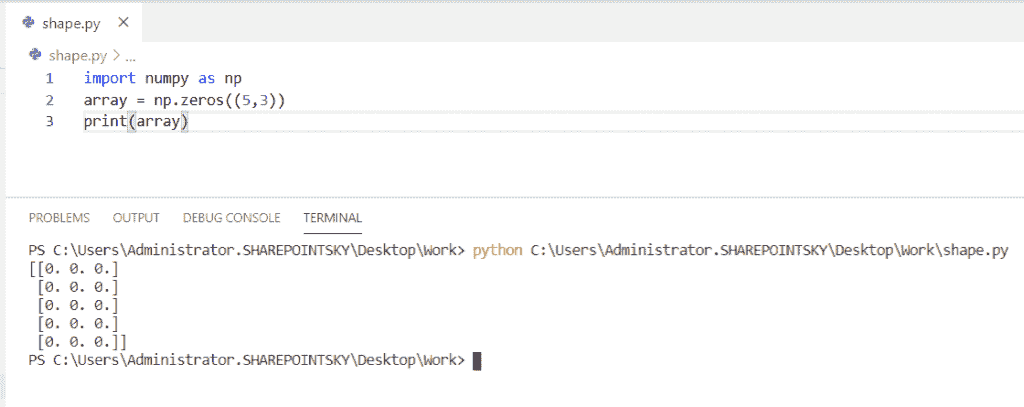 shape.py ×
shape.py > ...
1 import numpy as np
2 array = np.zeros((5,3))
3 print(array)
PROBLEMS OUTPUT DEBUG CONSOLE TERMINAL
PS C:\Users\Administrator.SHAREPOINTSKY\Desktop\Work> python C:\Users\Administrator.SHAREPOINTSKY\Desktop\Work\shape.py
[[0. 0. 0.]
 [0. 0. 0.]
 [0. 0. 0.]
 [0. 0. 0.]
 [0. 0. 0.]]
PS C:\Users\Administrator.SHAREPOINTSKY\Desktop\Work>